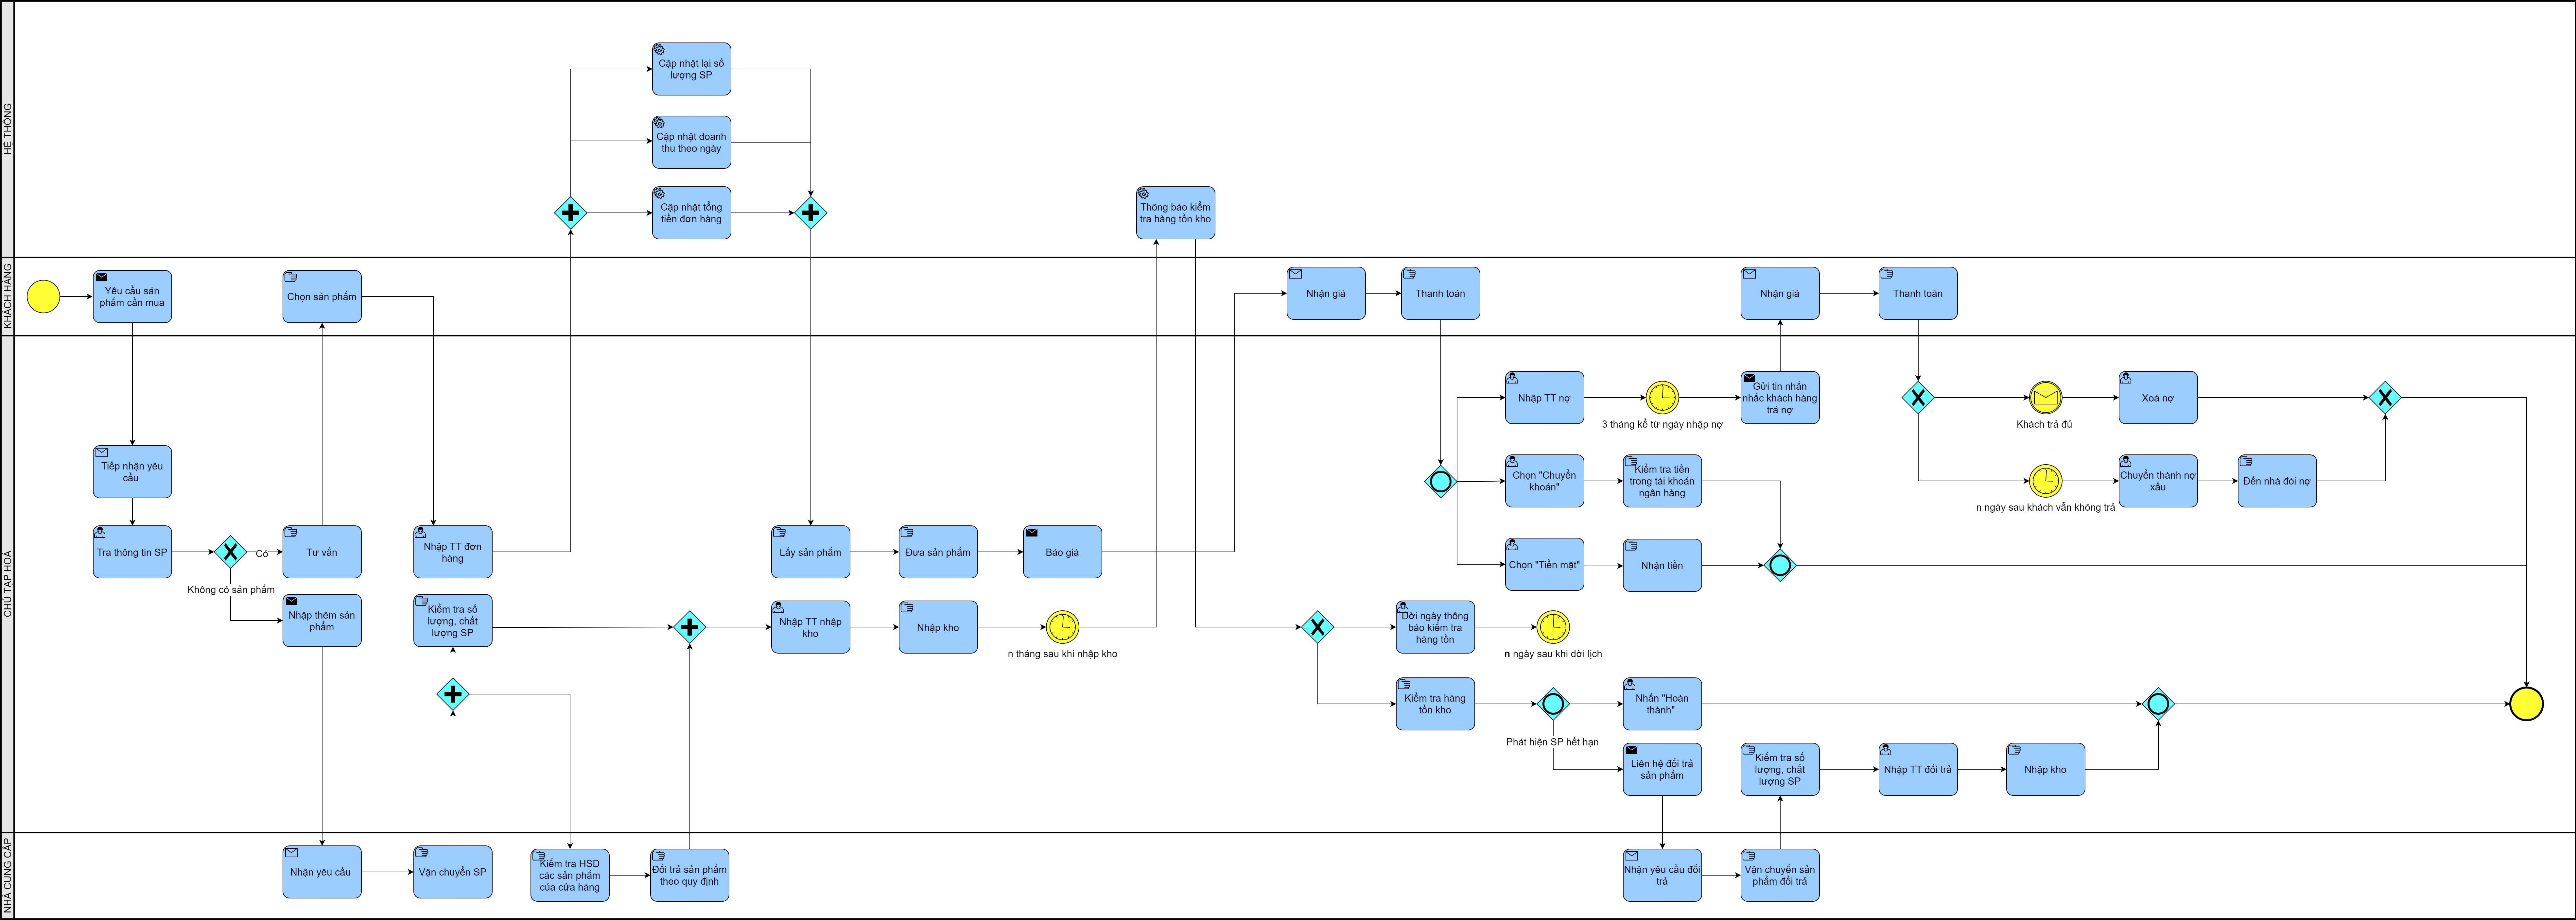 HỆ THỐNG
Cập nhật lại số
lượng SP
Cập nhật doanh
thu theo ngày
Cập nhật tổng
tiền đơn hàng
Thông báo kiểm
tra hàng tồn kho
KHÁCH HÀNG
Yêu cầu sản
phẩm cần mua
Chọn sản phẩm
Nhận giá
Thanh toán
Nhận giá
Thanh toán
CHỦ TẠP HOÁ
Nhập TT nợ
3 tháng kể từ ngày nhập nợ
Gửi tin nhắn
nhắc khách hàng
trả nợ
Khách trả đủ
Xoá nợ
Tiếp nhận yêu
cầu
Chọn "Chuyển
khoản"
Kiểm tra tiền
trong tài khoản
ngân hàng
n ngày sau khách vẫn không trả
Chuyển thành nợ
xấu
Đến nhà đòi nợ
Tra thông tin SP
Có
Tư vấn
Nhập TT đơn
hàng
Lấy sản phẩm
Đưa sản phẩm
Báo giá
Chọn "Tiền mặt"
Nhận tiền
Không có sản phẩm
Nhập thêm sản
phẩm
Kiểm tra số
lượng, chất
lượng SP
Nhập TT nhập
kho
Nhập kho
n tháng sau khi nhập kho
Dời ngày thông
báo kiểm tra
hàng tồn
n ngày sau khi dời lịch
Kiểm tra hàng
tồn kho
Nhấn "Hoàn
thành"
Phát hiện SP hết hạn
Liên hệ đổi trả
sản phẩm
Kiểm tra số
lượng, chất
lượng SP
Nhập TT đổi trả
Nhập kho
NHÀ CUNG CẤP
Nhận yêu cầu
Vận chuyển SP
Kiểm tra HSD
các sản phẩm
của cửa hàng
Đổi trả sản phẩm
theo quy định
Nhận yêu cầu đổi
trả
Vận chuyển sản
phẩm đổi trả